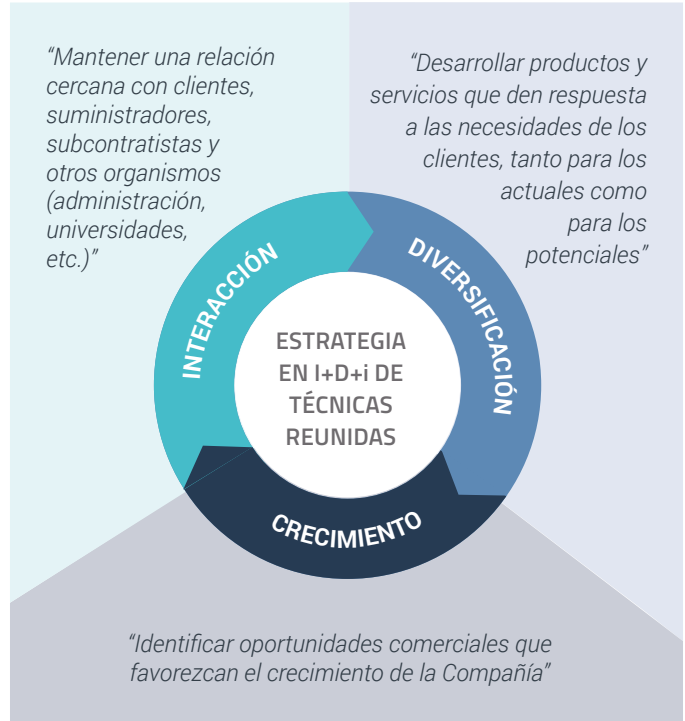 “Mantener una relación
cercana con clientes,
suministradores,
subcontratistas y
otros organismos
(administración,
universidades,
etc.)”
“Desarrollar productos y
servicios que den respuesta
a las necesidades de los
clientes, tanto para los
actuales como
para los
potenciales”
INTERACCIÓN
DIVERSIFICACIÓN
ESTRATEGIA
EN I+D+i DE
TÉCNICAS
REUNIDAS
CRECIMIENTO
“Identificar oportunidades comerciales que
favorezcan el crecimiento de la Compañía”